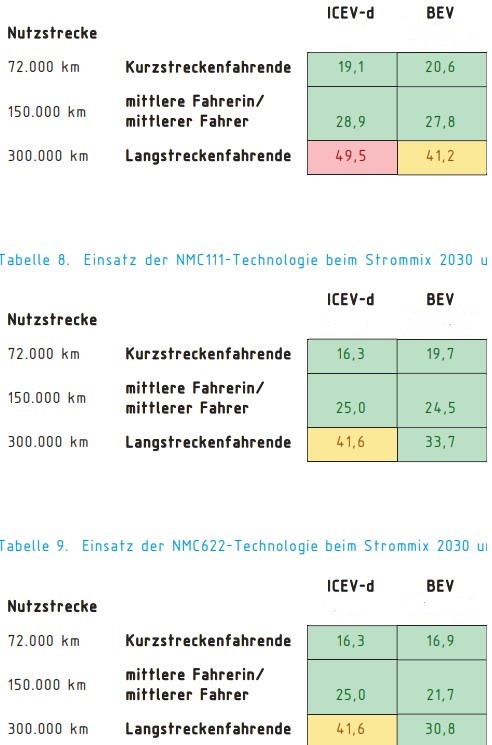 ICEV-d BEV
Nutzstrecke
72.000 km Kurzstreckenfahrende 19,1 20,6
mittlere Fahrerin/
150.000 km mittlerer Fahrer 28,9 27,8
300.000 km Langstreckenfahrende 49,5 41,2
Tabelle 8. Einsatz der NMC111-Technologie beim Strommix 2030 u
ICEV-d BEV
Nutzstrecke
72.000 km Kurzstreckenfahrende 16,3 19,7
mittlere Fahrerin/
150.000 km mittlerer Fahrer 25,0 24,5
300.000 km Langstreckenfahrende 41,6 33,7
Tabelle 9. Einsatz der NMC622-Technologie beim Strommix 2030 u
ICEV-d BEV
Nutzstrecke
72.000 km Kurzstreckenfahrende 16,3 16,9
mittlere Fahrerin/
150.000 km mittlerer Fahrer 25,0 21,7
300.000 km Langstreckenfahrende 41,6 30,8